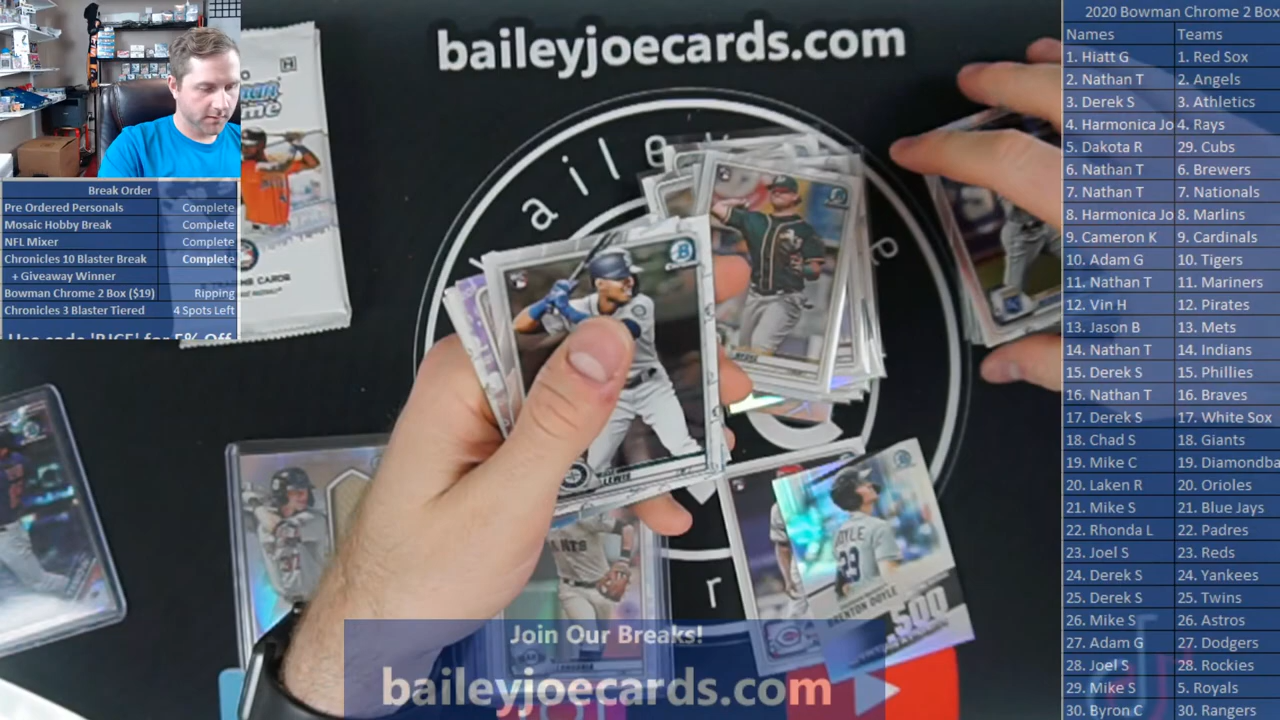 baileyjoecards.com
2020 Bowman Chrome 2 Box
Names Teams
1. Hiatt G 1. Red Sox
2. Nathan T 2. Angels
3. Derek S 3. Athletics
4. Harmonica Jo 4. Rays
5. Dakota R 29. Cubs
6. Nathan T 6. Brewers
7. Nathan T 7. Nationals
8. Harmonica Jo 8. Marlins
9. Cameron K 9. Cardinals
10. Adam G 10. Tigers
11. Nathan T 11. Mariners
12. Vin H 12. Pirates
13. Jason B 13. Mets
14. Nathan T 14. Indians
15. Derek S 15. Phillies
16. Nathan T 16. Braves
17. Derek S 17. White Sox
18. Chad S 18. Giants
19. Mike C 19. Diamondba
20. Laken R 20. Orioles
21. Mike S 21. Blue Jays
22. Rhonda L 22. Padres
23. Joel S 23. Reds
24. Derek S 24. Yankees
25. Derek S 25. Twins
26. Mike S 26. Astros
27. Adam G 27. Dodgers
28. Joel S 28. Rockies
29. Mike S 5. Royals
30. Byron C 30. Rangers
Break Order
Pre Ordered Personals Complete
Mosaic Hobby Break Complete
NFL Mixer Complete
Chronicles 10 Blaster Break Complete
+ Giveaway Winner
Bowman Chrome 2 Box ($19) Ripping
Chronicles 3 Blaster Tiered 4 Spots Left
baile
B
LEWIS
DOYLE
23
BRENTON DOYLE
500
r
Join Our Breaks!
baileyjoecards.com